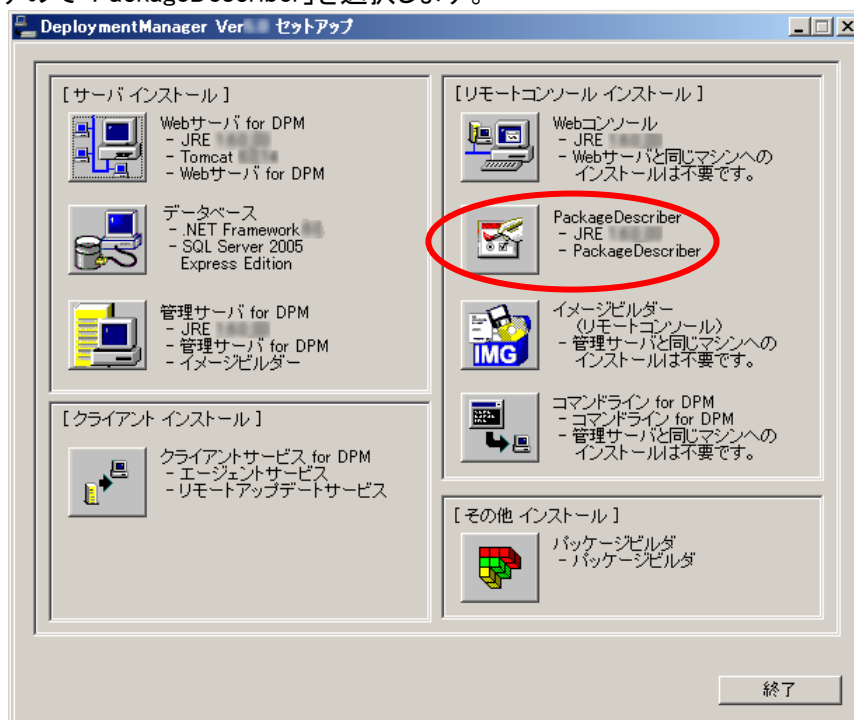 PackageDescriber」を選択します。
DeploymentManager Ver セットアップ
[サーバ インストール]
Webサーバ for DPM
- JRE
- Tomcat
- Webサーバ for DPM
データベース
- .NET Framework
- SQL Server 2005
Express Edition
管理サーバ for DPM
- JRE
- 管理サーバ for DPM
- イメージビルダー
[クライアント インストール]
クライアントサービス for DPM
- エージェントサービス
- リモートアップデートサービス
[リモートコンソール インストール]
Webコンソール
- JRE
- Webサーバと同じマシンへの
インストールは不要です。
PackageDescriber
- JRE
- PackageDescriber
IMG
イメージビルダー
(リモートコンソール)
- 管理サーバと同じマシンへの
インストールは不要です。
コマンドライン for DPM
- コマンドライン for DPM
- 管理サーバと同じマシンへの
インストールは不要です。
[その他 インストール]
パッケージビルダ
- パッケージビルダ
終了